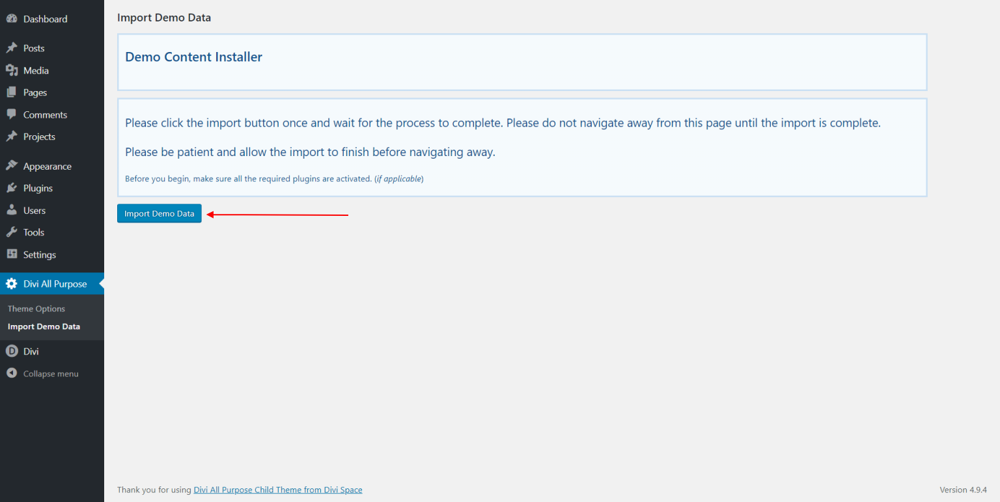 Dashboard
Posts
Media
Pages
Comments
Projects
Appearance
Plugins
Users
Tools
Settings
Divi All Purpose
Theme Options
Import Demo Data
D
Divi
Collapse menu
Import Demo Data
Demo Content Installer
Please click the import button once and wait for the process to complete. Please do not navigate away from this page until the import is complete.
Please be patient and allow the import to finish before navigating away.
Before you begin, make sure all the required plugins are activated. (if applicable)
Import Demo Data
Thank you for using Divi All Purpose Child Theme from Divi Space
Version 4.9.4